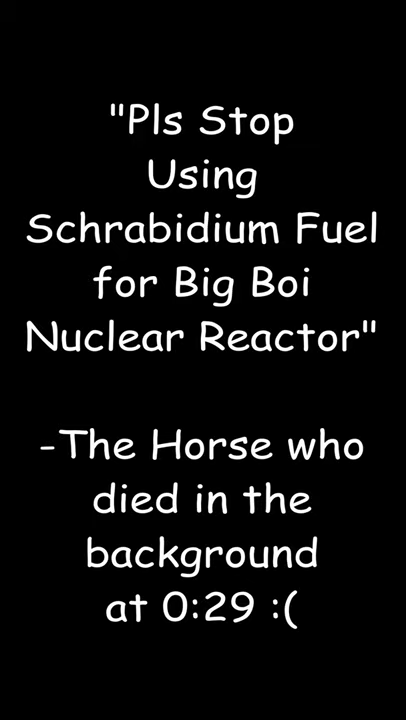 "Pls Stop
Using
Schrabidium Fuel
for Big Boi
Nuclear Reactor"
-The Horse who
died in the
background
at 0:29 :(